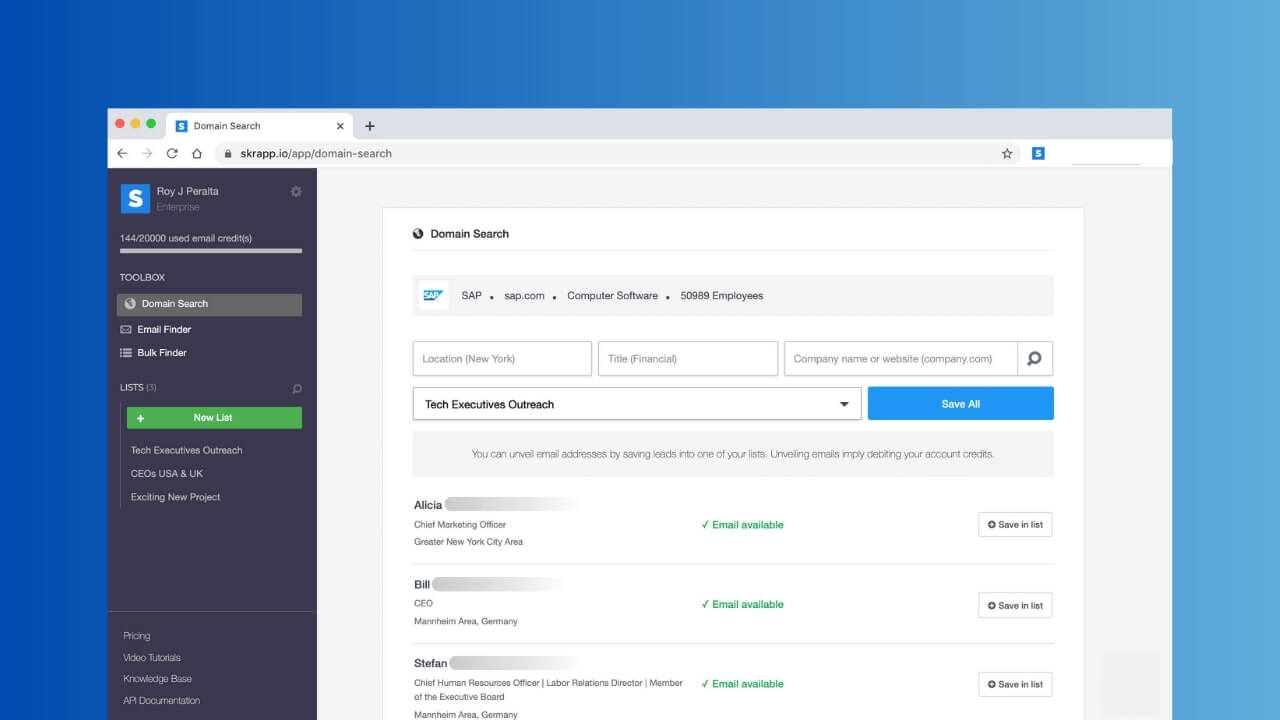 Domain Search
skrapp.io/app/domain-search
S
S
S
Roy J Peralta
Enterprise
144/20000 used email credit(s)
TOOLBOX
Domain Search
Email Finder
Bulk Finder
LISTS (3)
+ New List
Tech Executives Outreach
CEOs USA & UK
Exciting New Project
Pricing
Video Tutorials
Knowledge Base
API Documentation
Domain Search
SAP
SAP • sap.com • Computer Software • 50989 Employees
Location (New York) Title (Financial) Company name or website (company.com)
Tech Executives Outreach Save All
You can unveil email addresses by saving leads into one of your lists. Unveiling emails imply debiting your account credits.
Alicia
Chief Marketing Officer
Greater New York City Area
✓ Email available
Save in list
Bill
CEO
Mannheim Area, Germany
✓ Email available
Save in list
Stefan
Chief Human Resources Officer | Labor Relations Director | Member
of the Executive Board
Mannheim Area, Germany
✓ Email available
Save in list